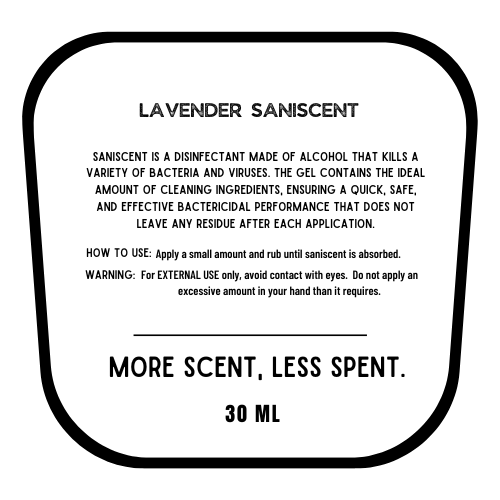 LAVENDER SANISCENT
SANISCENT IS A DISINFECTANT MADE OF ALCOHOL THAT KILLS A
VARIETY OF BACTERIA AND VIRUSES. THE GEL CONTAINS THE IDEAL
AMOUNT OF CLEANING INGREDIENTS, ENSURING A QUICK, SAFE,
AND EFFECTIVE BACTERICIDAL PERFORMANCE THAT DOES NOT
LEAVE ANY RESIDUE AFTER EACH APPLICATION.
HOW TO USE: Apply a small amount and rub until saniscent is absorbed.
WARNING: For EXTERNAL USE only, avoid contact with eyes. Do not apply an
excessive amount in your hand than it requires.
MORE SCENT, LESS SPENT.
30 ML